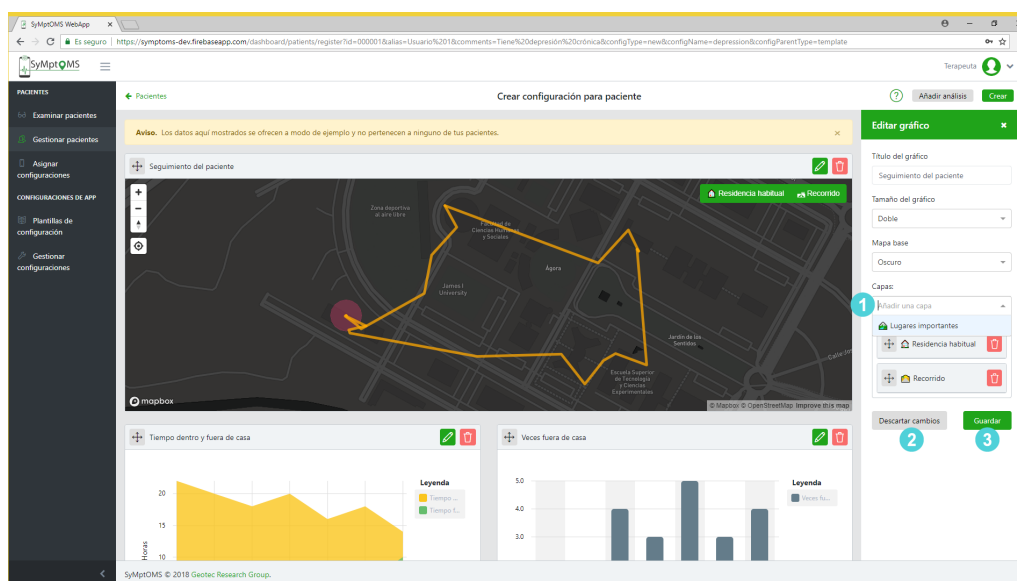 SyMptOMS WebApp
Es seguro | https://symptoms-dev.firebaseapp.com/dashboard/patients/register?id=000001&alias=Usuario%201&comments=Tiene%20depresión%20crónica&configType=new&configName=depression&configParentType=template
SyMptOMS
Terapeuta
PACIENTES
Examinar pacientes
Gestionar pacientes
Asignar
configuraciones
CONFIGURACIONES DE APP
Plantillas de
configuración
Gestionar
configuraciones
Pacientes
Crear configuración para paciente
?
Añadir análisis
Crear
Aviso. Los datos aquí mostrados se ofrecen a modo de ejemplo y no pertenecen a ninguno de tus pacientes.
Seguimiento del paciente
Residencia habitual
Recorrido
Zona deportiva
al aire libre
Facultad de
Ciencias Humanas
y Sociales
Ágora
James I
University
Jardín de los
Sentidos
Escuela Superior
de Tecnología
y Ciencias
Experimentales
mapbox
© Mapbox © OpenStreetMap Improve this map
Editar gráfico
Título del gráfico
Seguimiento del paciente
Tamaño del gráfico
Doble
Mapa base
Oscuro
Capas:
1
Añadir una capa
Lugares importantes
Residencia habitual
Recorrido
Descartar cambios
Guardar
2
3
Tiempo dentro y fuera de casa
Leyenda
Tiempo ...
Tiempo f...
20
15
10
Horas
Veces fuera de casa
Leyenda
Veces fu...
5.0
4.0
3.0
SyMptOMS © 2018 Geotec Research Group.